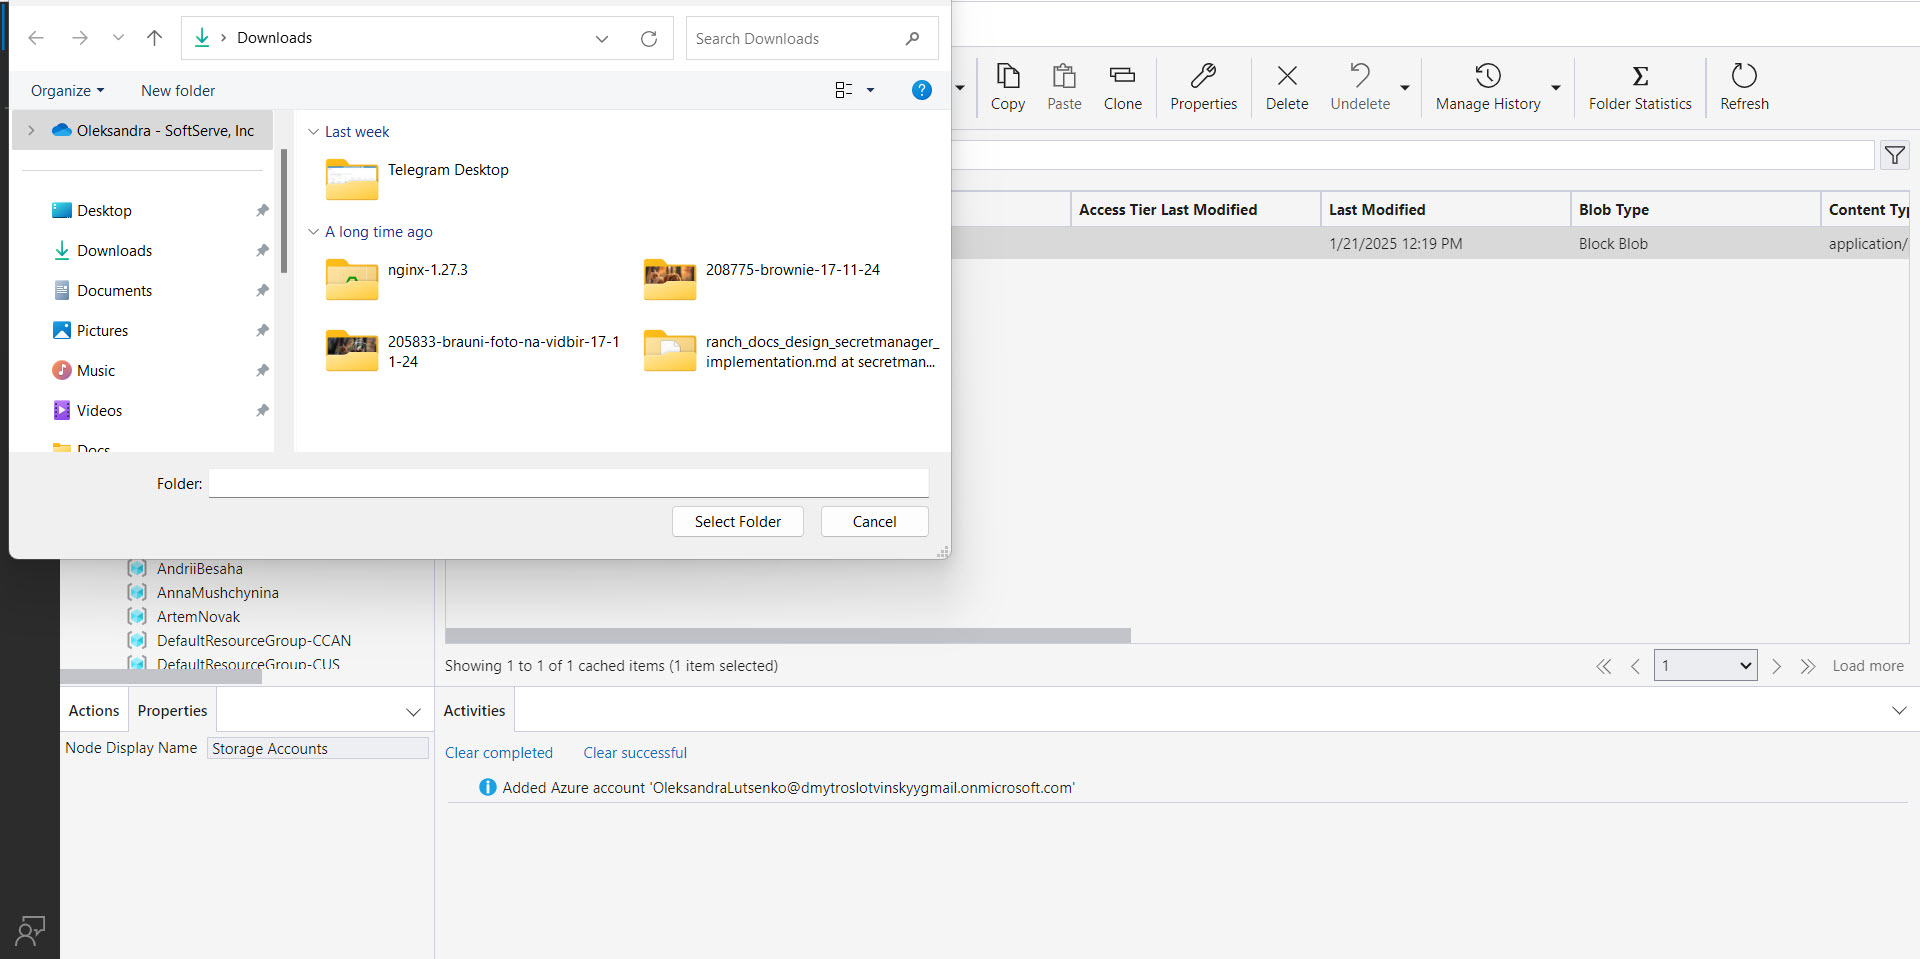 Downloads
Search Downloads
Organize
New folder
?
Oleksandra - SoftServe, Inc
Desktop
Downloads
Documents
Pictures
Music
Videos
Docs
Last week
Telegram Desktop
A long time ago
nginx-1.27.3
208775-brownie-17-11-24
205833-brauni-foto-na-vidbir-17-1
1-24
ranch_docs_design_secretmanager_
implementation.md at secretman...
Folder:
Select Folder
Cancel
Copy
Paste
Clone
Properties
Delete
Undelete
Manage History
Σ
Folder Statistics
Refresh
Access Tier Last Modified
Last Modified
Blob Type
Content Typ
1/21/2025 12:19 PM
Block Blob
application/
AndriiBesaha
AnnaMushchynina
ArtemNovak
DefaultResourceGroup-CCAN
DefaultResourceGroup-CUS
Showing 1 to 1 of 1 cached items (1 item selected)
1
Load more
Actions
Properties
Node Display Name
Storage Accounts
Activities
Clear completed
Clear successful
Added Azure account 'OleksandraLutsenko@dmytroslotvinskyygmail.onmicrosoft.com'